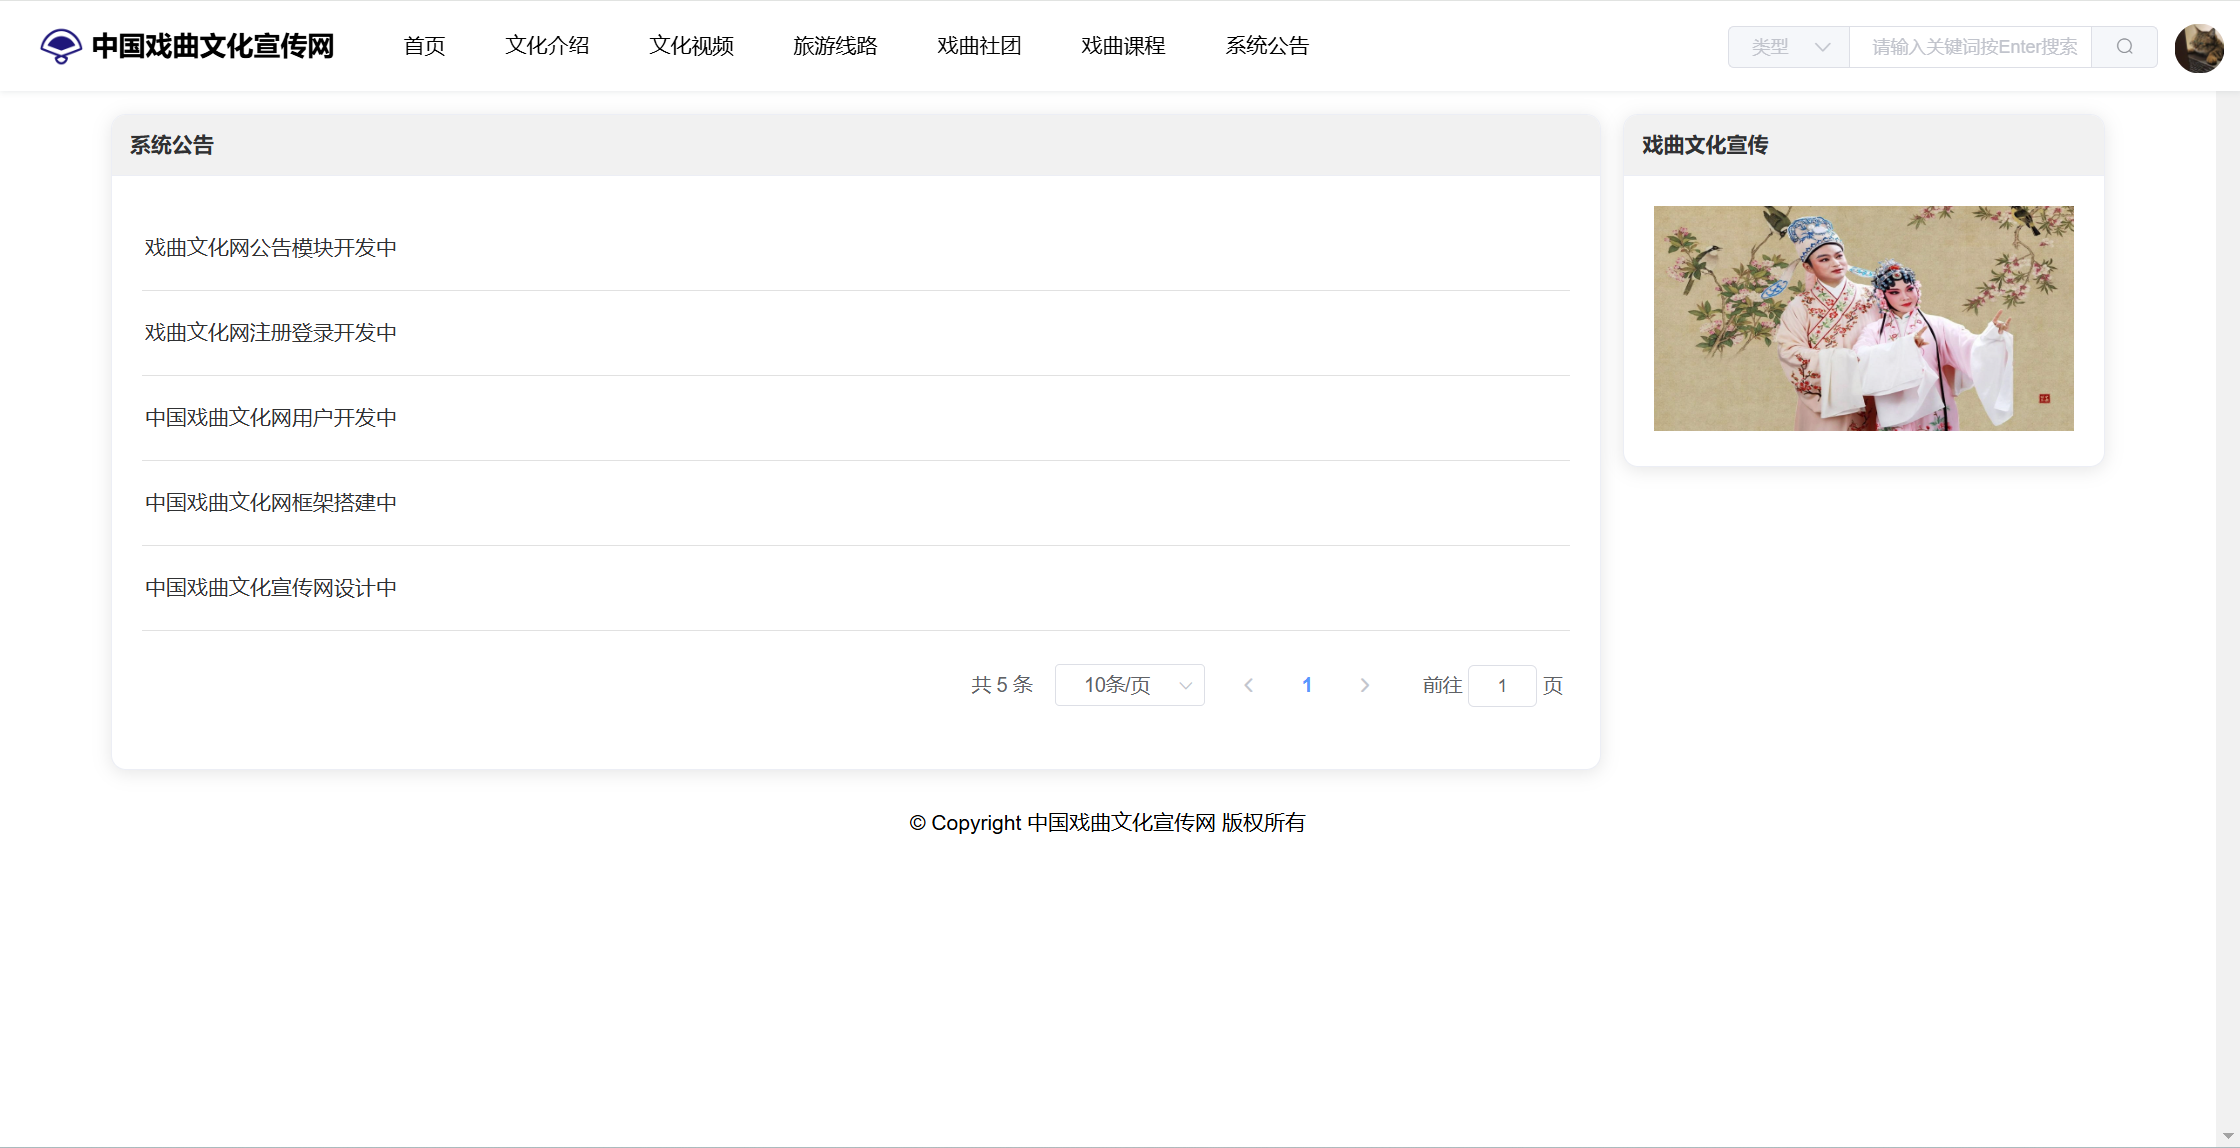 中国戏曲文化宣传网 首页 文化介绍 文化视频 旅游线路 戏曲社团 戏曲课程 系统公告 类型 请输入关键词按Enter搜索
系统公告
戏曲文化网公告模块开发中
戏曲文化网注册登录开发中
中国戏曲文化网用户开发中
中国戏曲文化网框架搭建中
中国戏曲文化宣传网设计中
共 5 条 10条/页 1 前往 1 页
戏曲文化宣传
© Copyright 中国戏曲文化宣传网 版权所有